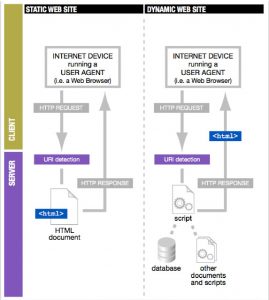 STATIC WEB SITE
DYNAMIC WEB SITE
CLIENT
SERVER
INTERNET DEVICE
running a
USER AGENT
(i.e. a Web Browser)
HTTP REQUEST
URI detection
HTTP RESPONSE
<html>
HTML
document
INTERNET DEVICE
running a
USER AGENT
(i.e. a Web Browser)
HTTP REQUEST
<html>
URI detection
HTTP RESPONSE
script
database
other
documents
and scripts